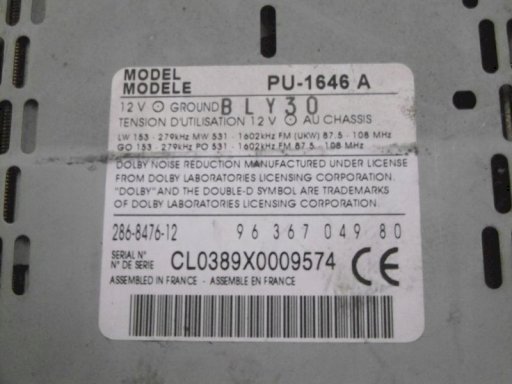 MODEL
MODELE PU-1646 A
12 V ⊖ GROUND BLY30
TENSION D'UTILISATION 12 V ⊖ AU CHASSIS
LW 153 - 279kHz MW 531 - 1602kHz FM (UKW) 87.5 - 108 MHz
GO 153 - 279kHz PO 531 - 1602kHz FM 87.5 - 108 MHz
DOLBY NOISE REDUCTION MANUFACTURED UNDER LICENSE
FROM DOLBY LABORATORIES LICENSING CORPORATION.
"DOLBY" AND THE DOUBLE-D SYMBOL ARE TRADEMARKS
OF DOLBY LABORATORIES LICENSING CORPORATION.
286-8476-12 96 367 049 80
SERIAL N°
N° DE SERIE CL0389X0009574 CE
ASSEMBLED IN FRANCE - ASSEMBLE EN FRANCE